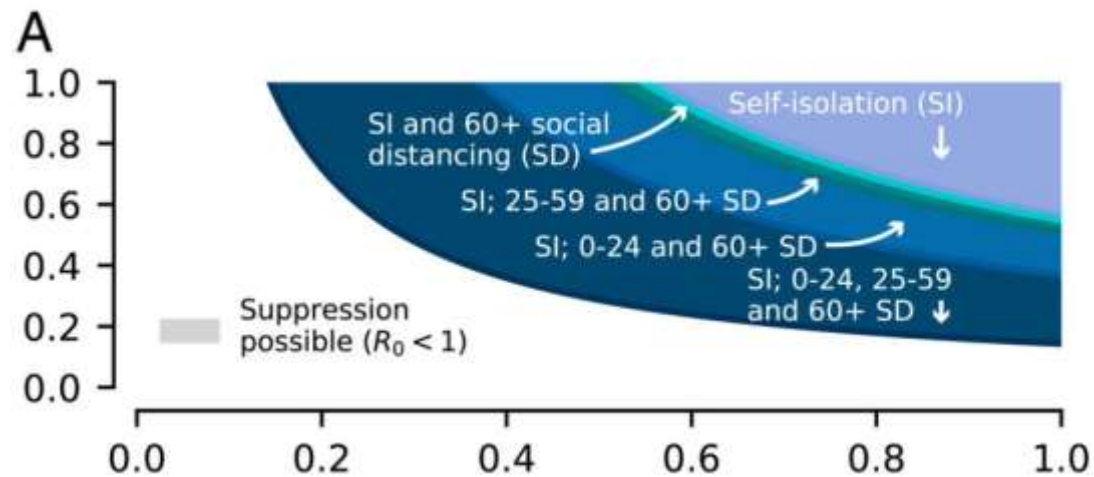 A
1.0
0.8
0.6
0.4
0.2
0.0
Self-isolation (SI)
SI and 60+ social
distancing (SD)
SI; 25-59 and 60+ SD
SI; 0-24 and 60+ SD
SI; 0-24, 25-59
and 60+ SD
Suppression
possible (R₀ < 1)
0.0 0.2 0.4 0.6 0.8 1.0